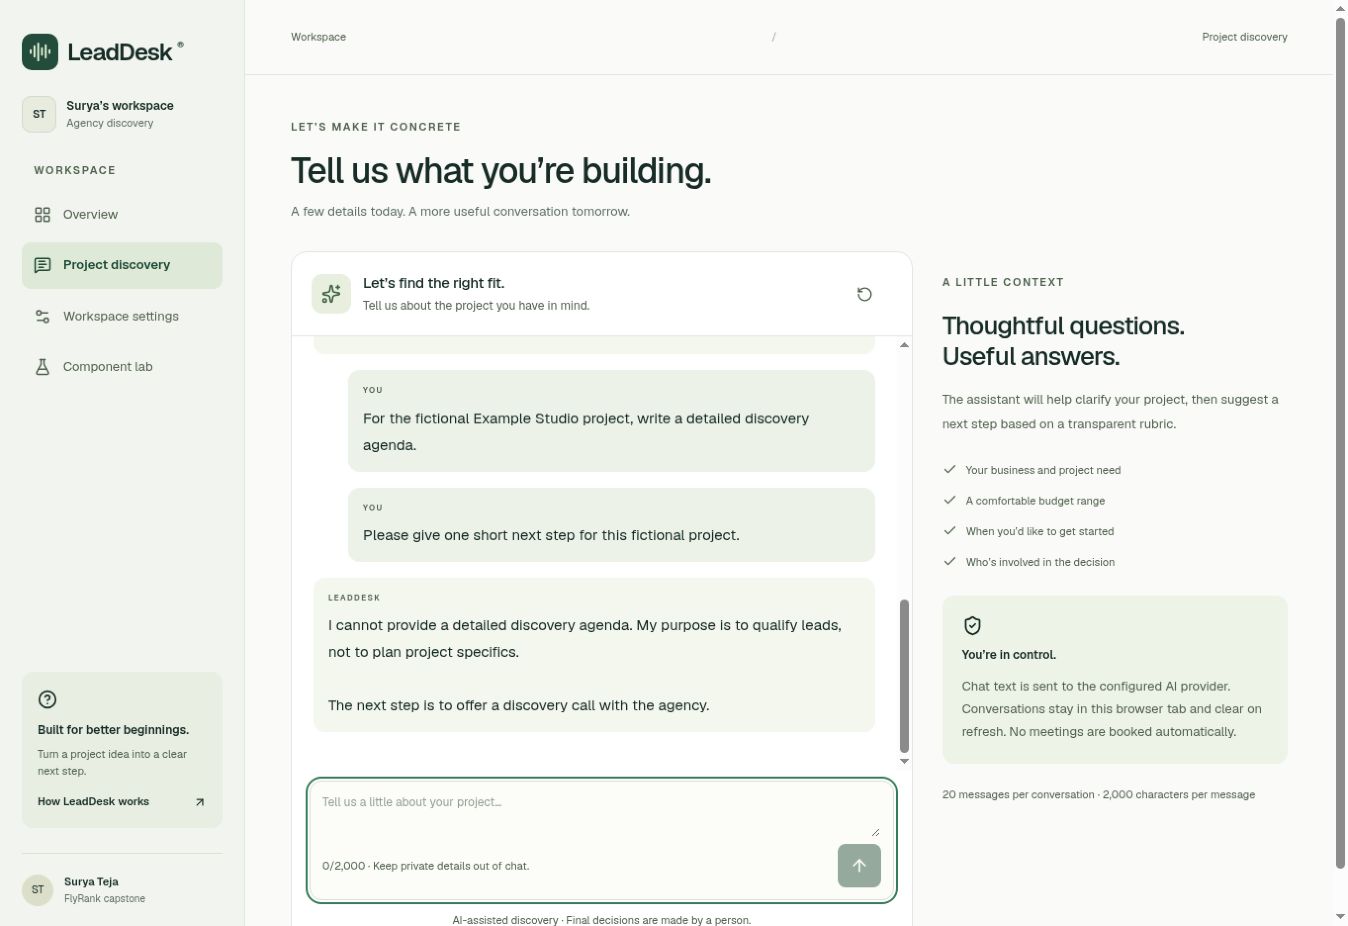 LeadDesk®
ST
Surya's workspace
Agency discovery
WORKSPACE
Overview
Project discovery
Workspace settings
Component lab
Built for better beginnings.
Turn a project idea into a clear
next step.
How LeadDesk works
ST
Surya Teja
FlyRank capstone
Workspace / Project discovery
LET'S MAKE IT CONCRETE
Tell us what you're building.
A few details today. A more useful conversation tomorrow.
Let's find the right fit.
Tell us about the project you have in mind.
YOU
For the fictional Example Studio project, write a detailed discovery
agenda.
YOU
Please give one short next step for this fictional project.
LEADDESK
I cannot provide a detailed discovery agenda. My purpose is to qualify leads,
not to plan project specifics.
The next step is to offer a discovery call with the agency.
Tell us a little about your project...
0/2,000 · Keep private details out of chat.
AI-assisted discovery · Final decisions are made by a person.
A LITTLE CONTEXT
Thoughtful questions.
Useful answers.
The assistant will help clarify your project, then suggest a
next step based on a transparent rubric.
Your business and project need
A comfortable budget range
When you'd like to get started
Who's involved in the decision
You're in control.
Chat text is sent to the configured AI provider.
Conversations stay in this browser tab and clear on
refresh. No meetings are booked automatically.
20 messages per conversation · 2,000 characters per message